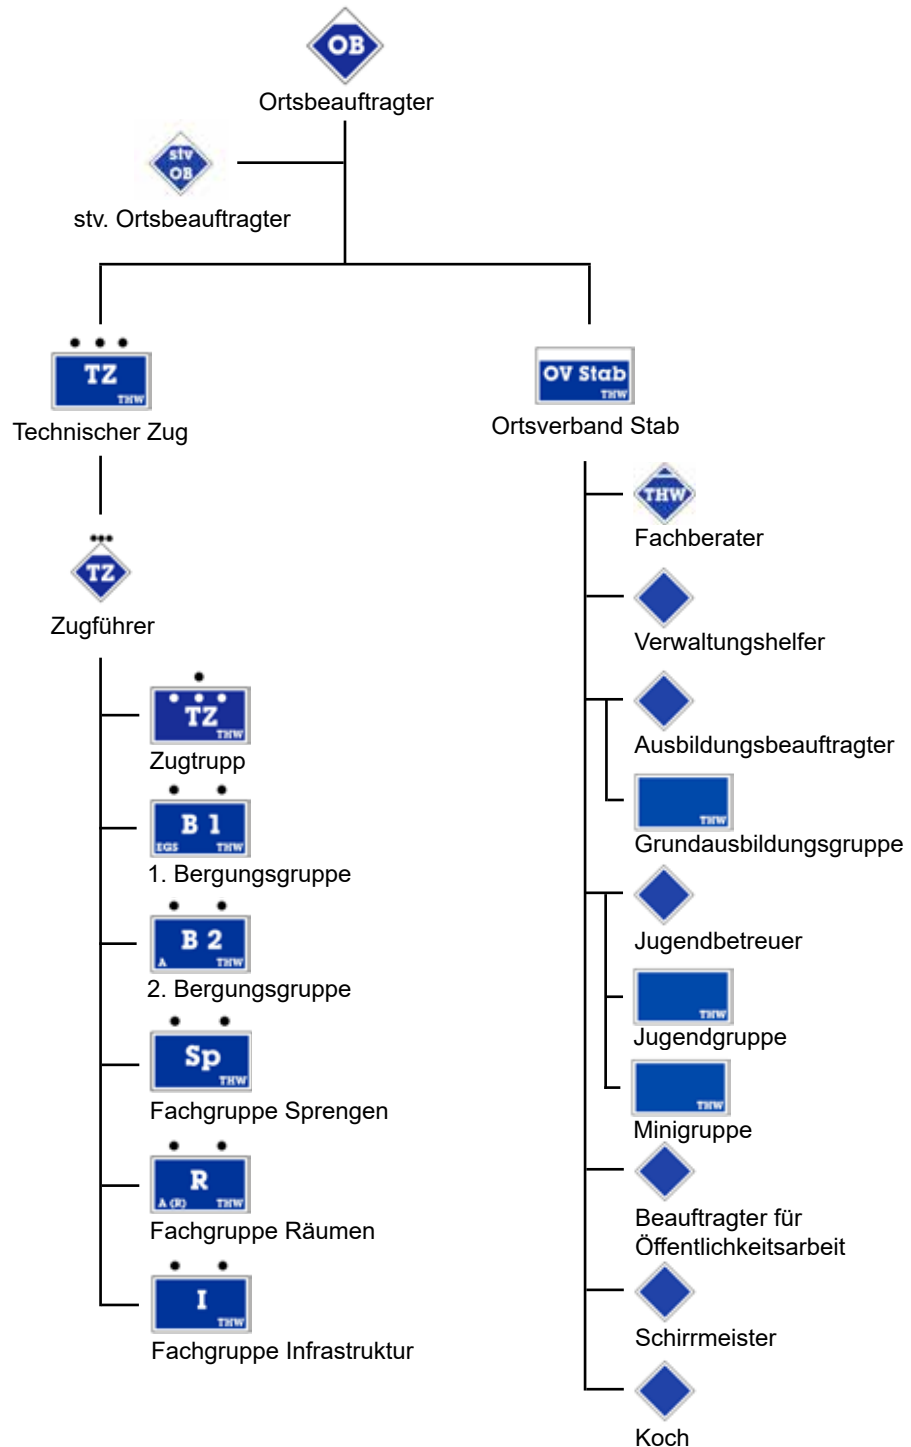 OB
Ortsbeauftragter
stv
OB
stv. Ortsbeauftragter
TZ
THW
Technischer Zug
TZ
Zugführer
TZ
THW
Zugtrupp
B 1
EGS THW
1. Bergungsgruppe
B 2
A THW
2. Bergungsgruppe
Sp
THW
Fachgruppe Sprengen
R
A (R) THW
Fachgruppe Räumen
I
THW
Fachgruppe Infrastruktur
OV Stab
THW
Ortsverband Stab
THW
Fachberater
Verwaltungshelfer
Ausbildungsbeauftragter
THW
Grundausbildungsgruppe
Jugendbetreuer
THW
Jugendgruppe
THW
Minigruppe
Beauftragter für
Öffentlichkeitsarbeit
Schirrmeister
Koch